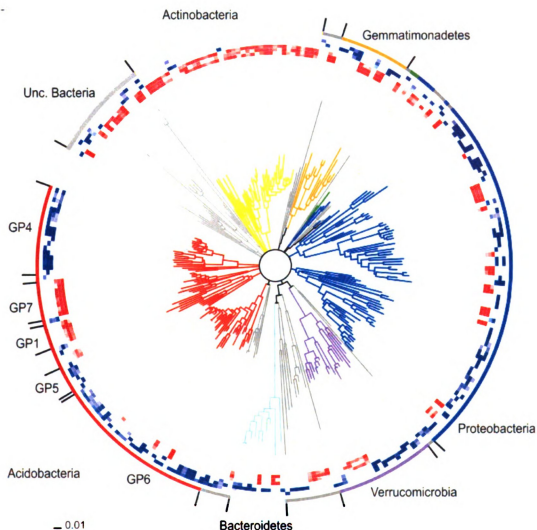 Actinobacteria
Gemmatimonadetes
Unc. Bacteria
GP4
GP7
GP1
GP5
Proteobacteria
Acidobacteria
GP6
Verrucomicrobia
Bacteroidetes
0.01